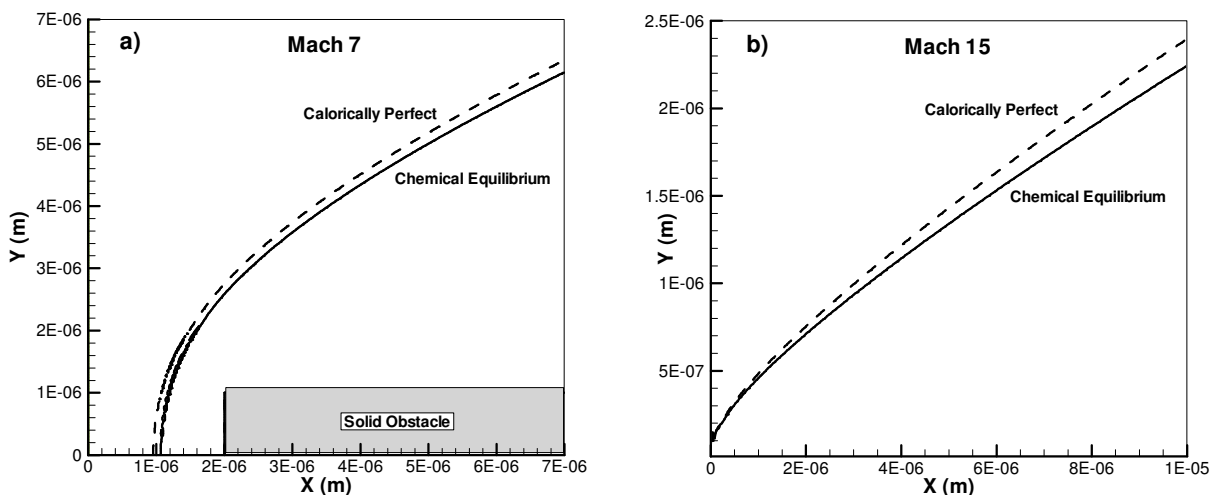 a)
Mach 7
Calorically Perfect
Chemical Equilibrium
Solid Obstacle
Y (m)
7E-06
6E-06
5E-06
4E-06
3E-06
2E-06
1E-06
0
0
1E-06
2E-06
3E-06
4E-06
5E-06
6E-06
7E-06
X (m)
b)
Mach 15
Calorically Perfect
Chemical Equilibrium
Y (m)
2.5E-06
2E-06
1.5E-06
1E-06
5E-07
0
2E-06
4E-06
6E-06
8E-06
1E-05
X (m)